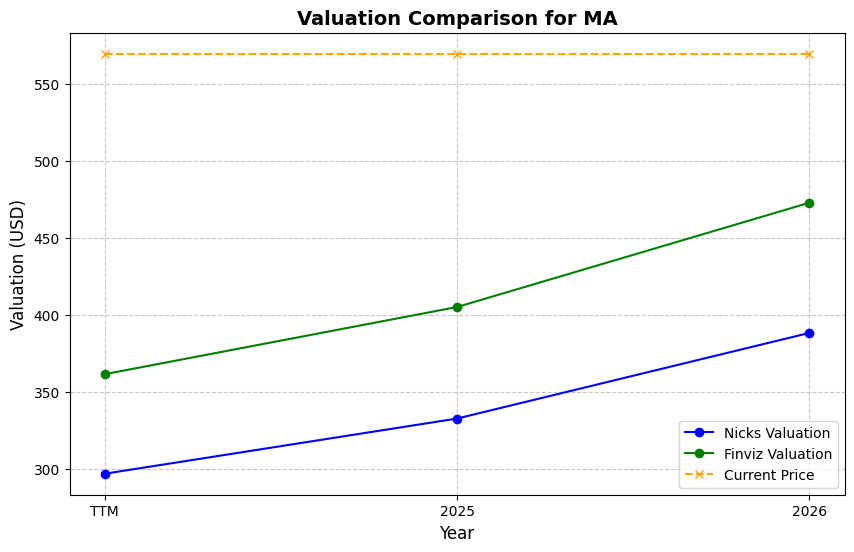 Valuation Comparison for MA
Valuation (USD)
550
500
450
400
350
300
Nicks Valuation
Finviz Valuation
Current Price
TTM 2025 2026
Year